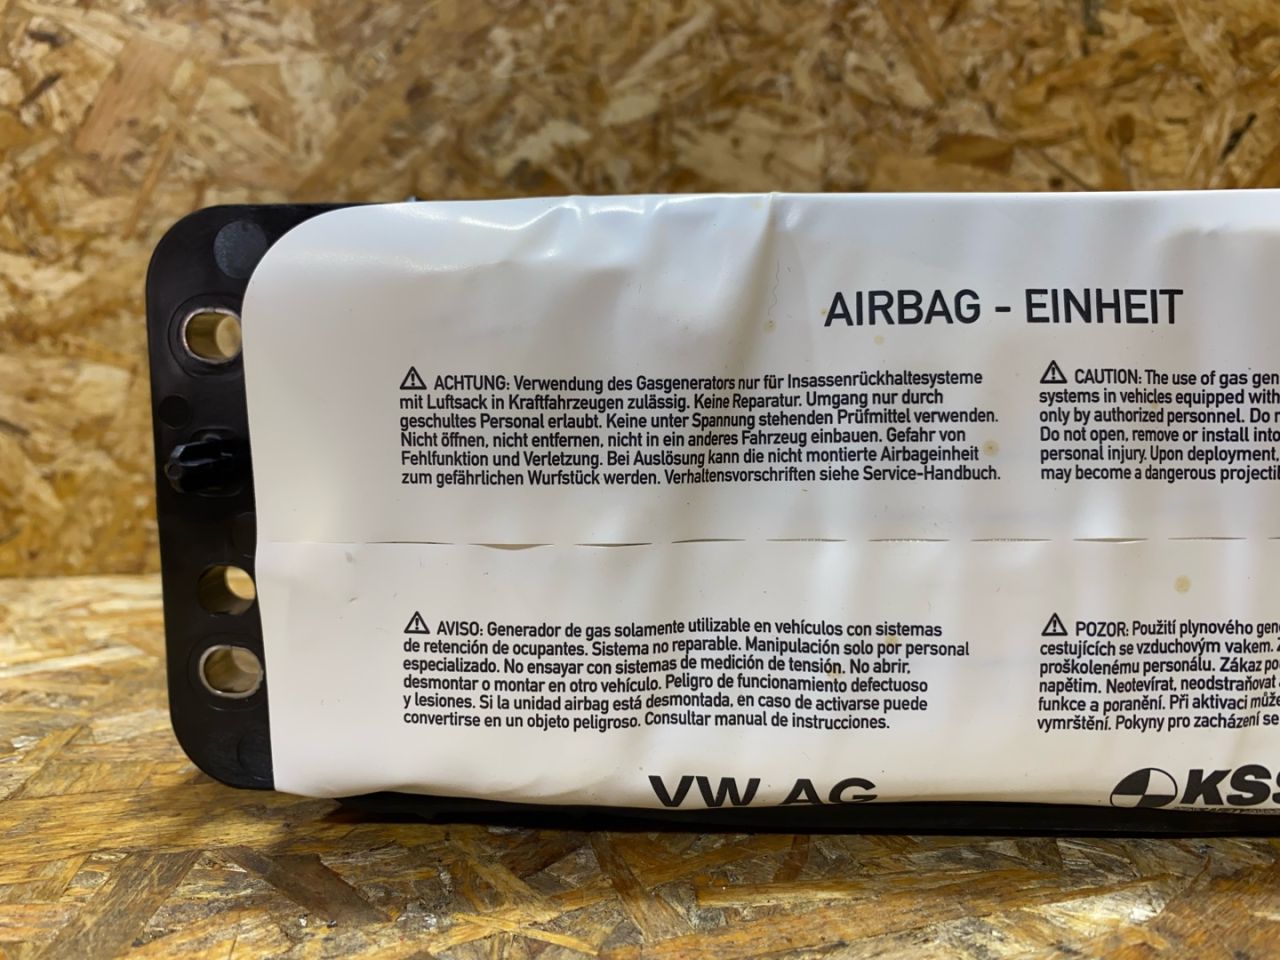 AIRBAG - EINHEIT
ACHTUNG: Verwendung des Gasgenerators nur für Insassenrückhaltesysteme
mit Luftsack in Kraftfahrzeugen zulässig. Keine Reparatur. Umgang nur durch
geschultes Personal erlaubt. Keine unter Spannung stehenden Prüfmittel verwenden.
Nicht öffnen, nicht entfernen, nicht in ein anderes Fahrzeug einbauen. Gefahr von
Fehlfunktion und Verletzung. Bei Auslösung kann die nicht montierte Airbageinheit
zum gefährlichen Wurfstück werden. Verhaltensvorschriften siehe Service-Handbuch.
CAUTION: The use of gas gen
systems in vehicles equipped with
only by authorized personnel. Do
Do not open, remove or install into
personal injury. Upon deployment,
may become a dangerous projectil
AVISO: Generador de gas solamente utilizable en vehículos con sistemas
de retención de ocupantes. Sistema no reparable. Manipulación solo por personal
especializado. No ensayar con sistemas de medición de tensión. No abrir,
desmontar o montar en otro vehículo. Peligro de funcionamiento defectuoso
y lesiones. Si la unidad airbag está desmontada, en caso de activarse puede
convertirse en un objeto peligroso. Consultar manual de instrucciones.
POZOR: Použití plynového gen
cestujících se vzduchovým vakem.
proškolenému personálu. Zákaz po
napětím. Neotevírat, neodstraňovat
funkce a poranění. Při aktivaci může
vymrštění. Pokyny pro zacházení se
VW AG
KSS